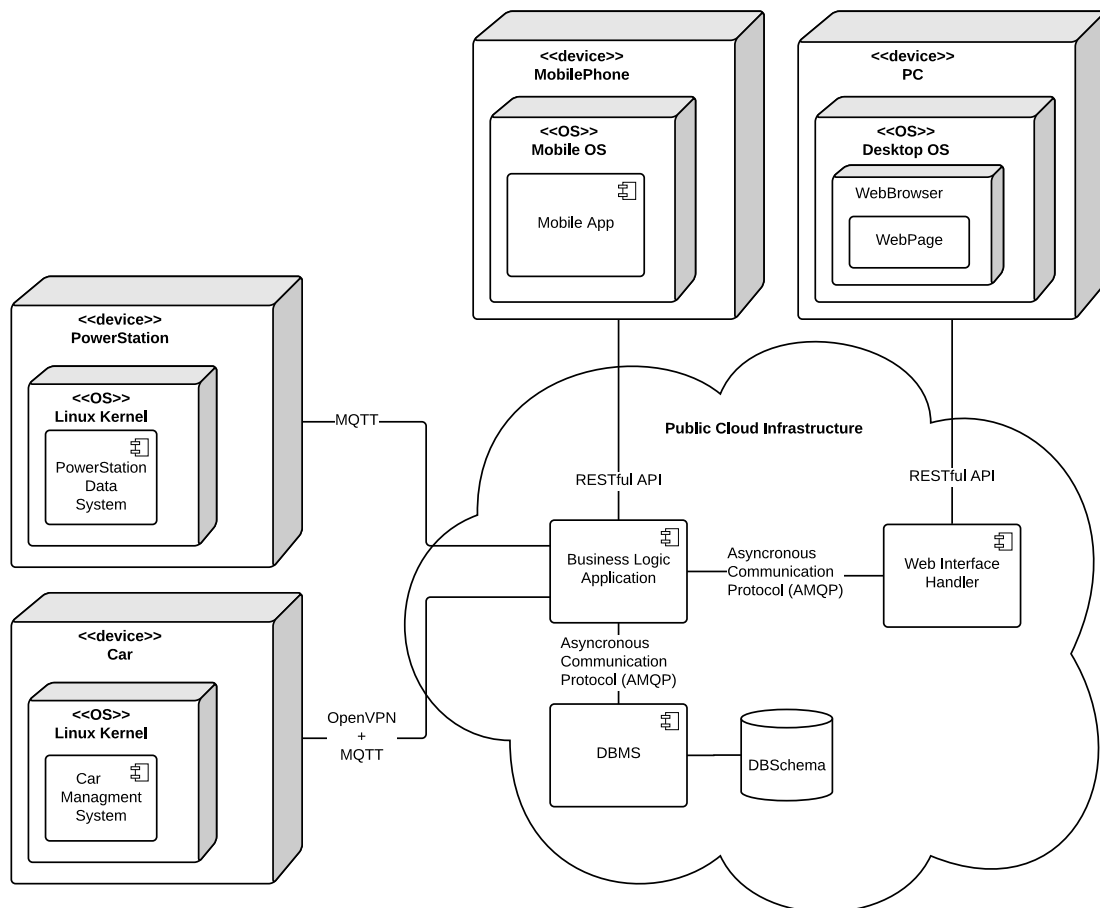 <<device>>
MobilePhone
<<OS>>
Mobile OS
Mobile App
<<device>>
PC
<<OS>>
Desktop OS
WebBrowser
WebPage
<<device>>
PowerStation
<<OS>>
Linux Kernel
PowerStation
Data
System
MQTT
Public Cloud Infrastructure
RESTful API
RESTful API
Business Logic
Application
Asyncronous
Communication
Protocol (AMQP)
Web Interface
Handler
<<device>>
Car
<<OS>>
Linux Kernel
Car
Managment
System
OpenVPN
+
MQTT
Asyncronous
Communication
Protocol (AMQP)
DBMS
DBSchema